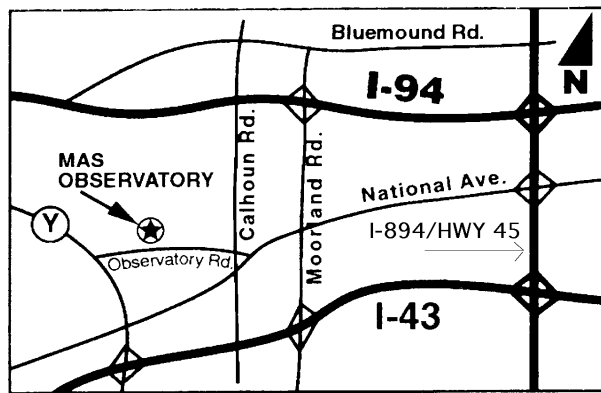 Bluemound Rd.
N
I-94
Calhoun Rd.
Moorland Rd.
MAS
OBSERVATORY
National Ave.
Y
I-894/HWY 45
Observatory Rd.
I-43